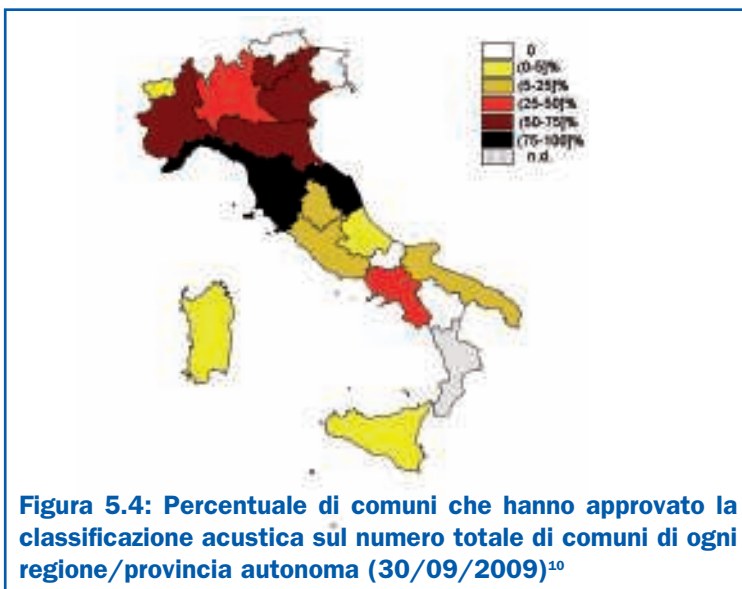 0
(0-5]%
(5-25]%
(25-50]%
(50-75]%
(75-100]%
n.d.
Figura 5.4: Percentuale di comuni che hanno approvato la
classificazione acustica sul numero totale di comuni di ogni
regione/provincia autonoma (30/09/2009)¹⁰